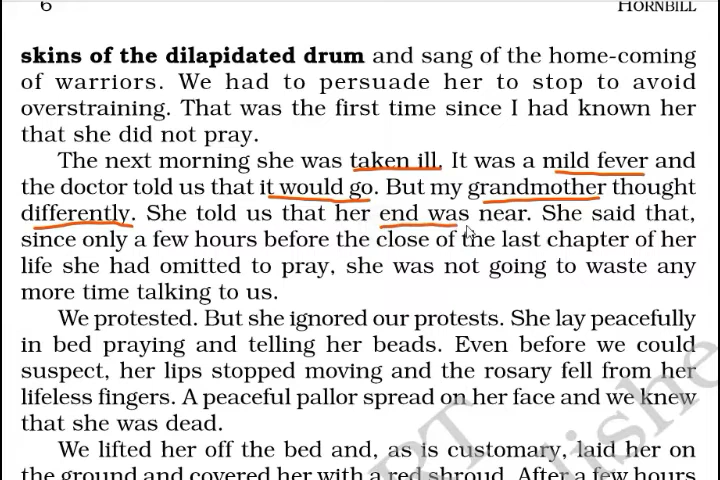 6 HORNBILL
skins of the dilapidated drum and sang of the home-coming
of warriors. We had to persuade her to stop to avoid
overstraining. That was the first time since I had known her
that she did not pray.
The next morning she was taken ill. It was a mild fever and
the doctor told us that it would go. But my grandmother thought
differently. She told us that her end was near. She said that,
since only a few hours before the close of the last chapter of her
life she had omitted to pray, she was not going to waste any
more time talking to us.
We protested. But she ignored our protests. She lay peacefully
in bed praying and telling her beads. Even before we could
suspect, her lips stopped moving and the rosary fell from her
lifeless fingers. A peaceful pallor spread on her face and we knew
that she was dead.
We lifted her off the bed and, as is customary, laid her on
the ground and covered her with a red shroud. After a few hours